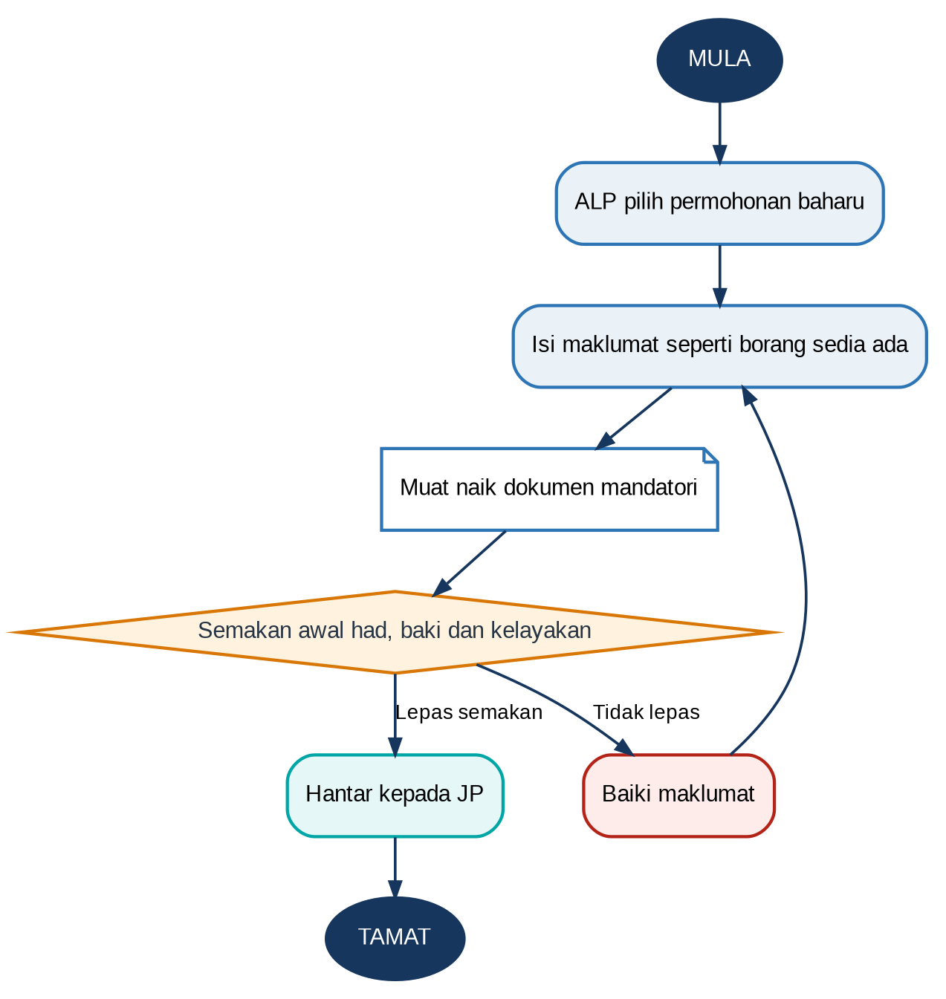 MULA
ALP pilih permohonan baharu
Isi maklumat seperti borang sedia ada
Muat naik dokumen mandatori
Semakan awal had, baki dan kelayakan
Lepas semakan
Tidak lepas
Hantar kepada JP
Baiki maklumat
TAMAT